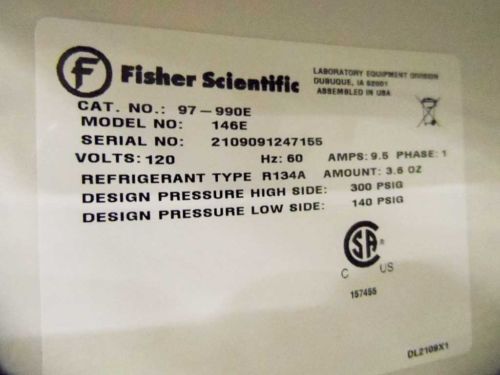 f Fisher Scientific
LABORATORY EQUIPMENT DIVISION
DUBUQUE, IA 52001
ASSEMBLED IN USA
CAT. NO.: 97-990E
MODEL NO: 146E
SERIAL NO: 2109091247155
VOLTS: 120 Hz: 60 AMPS: 9.5 PHASE: 1
REFRIGERANT TYPE R134A AMOUNT: 3.5 OZ
DESIGN PRESSURE HIGH SIDE: 300 PSIG
DESIGN PRESSURE LOW SIDE: 140 PSIG
CSA ®
C US
157455
DL2109X1